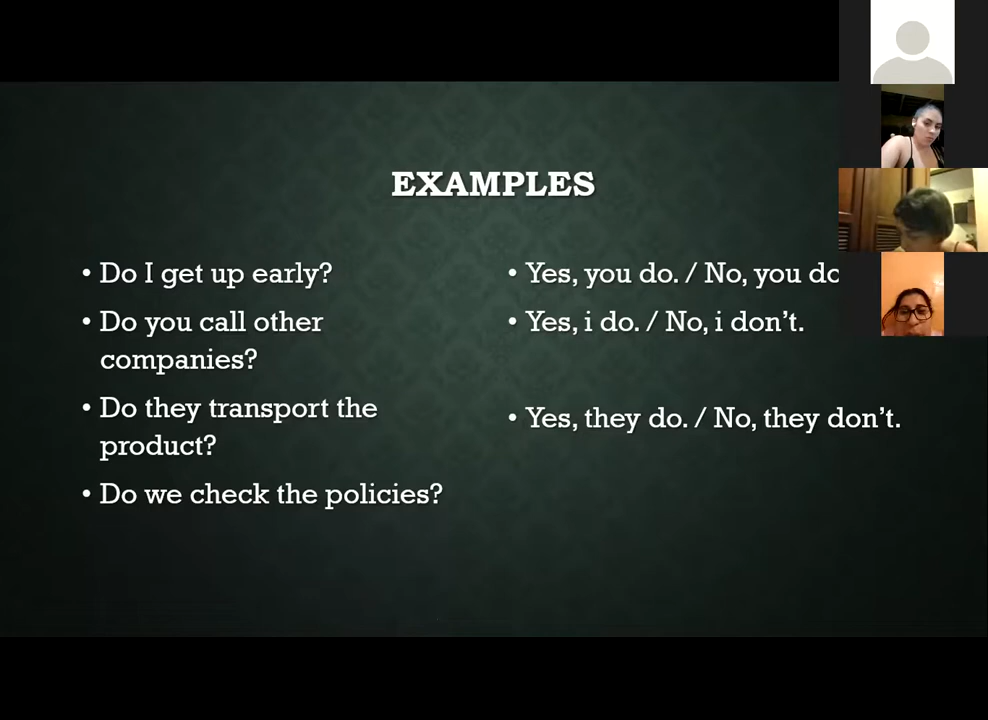 EXAMPLES
• Do I get up early?
• Do you call other
companies?
• Do they transport the
product?
• Do we check the policies?
• Yes, you do. / No, you
• Yes, i do. / No, i don't.
• Yes, they do. / No, they don't.